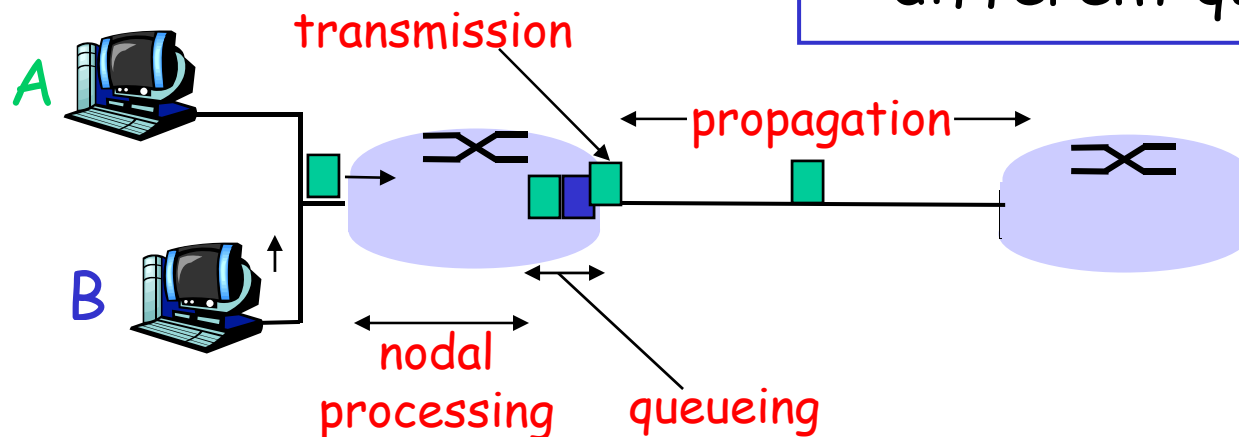 transmission
A
propagation
B
nodal
processing
queueing